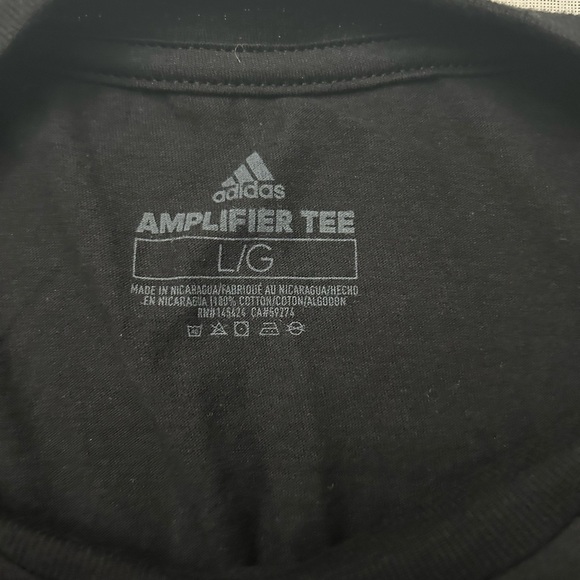 adidas
AMPLIFIER TEE
L/G
MADE IN NICARAGUA/FABRIQUÉ AU NICARAGUA/HECHO
EN NICARAGUA 100% COTTON/COTON/ALGODON
RN#145424 CA#59274